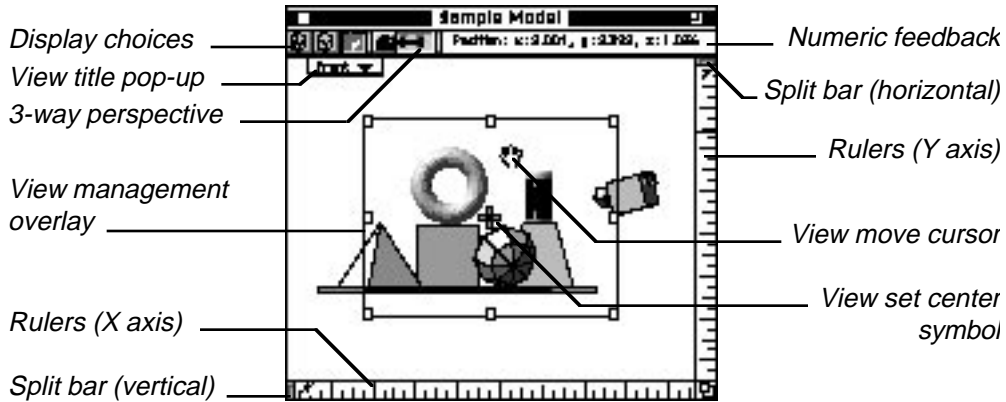 Sample Model
Display choices
View title pop-up
3-way perspective
View management
overlay
Rulers (X axis)
Split bar (vertical)
Front
Position: x:
Numeric feedback
Split bar (horizontal)
Rulers (Y axis)
View move cursor
View set center
symbol